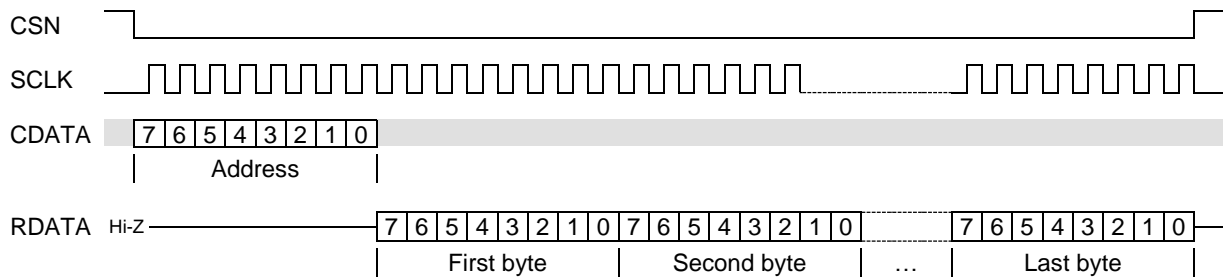 CSN
SCLK
CDATA 7 6 5 4 3 2 1 0
Address
RDATA Hi-Z 7 6 5 4 3 2 1 0 7 6 5 4 3 2 1 0 7 6 5 4 3 2 1 0
First byte Second byte … Last byte